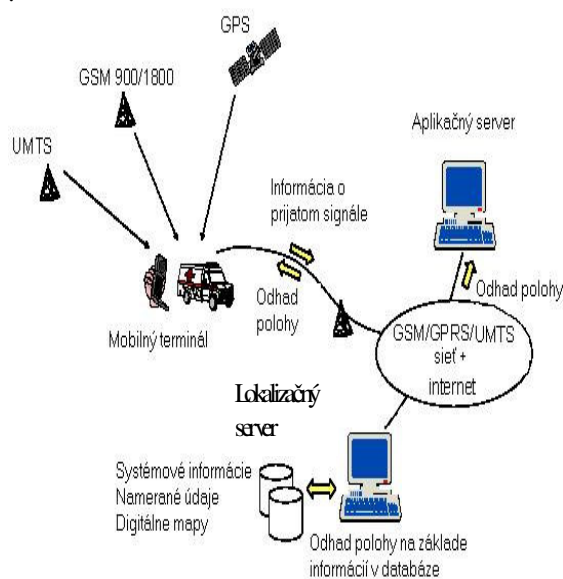 GPS
GSM 900/1800
UMTS
Aplikačný server
Informácia o
prijatom signále
Odhad
polohy
Odhad polohy
Mobilný terminál
GSM/GPRS/UMTS
sieť +
internet
Lokalizačný
server
Systémové informácie
Namerané údaje
Digitálne mapy
Odhad polohy na základe
informácií v databáze